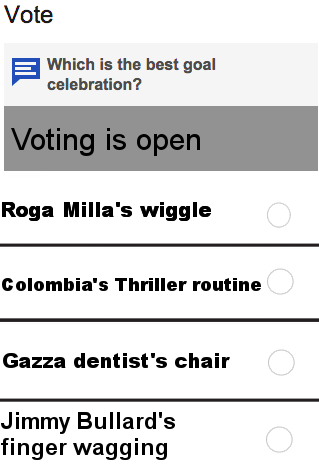 Vote
Which is the best goal
celebration?
Voting is open
Roga Milla's wiggle
Colombia's Thriller routine
Gazza dentist's chair
Jimmy Bullard's
finger wagging